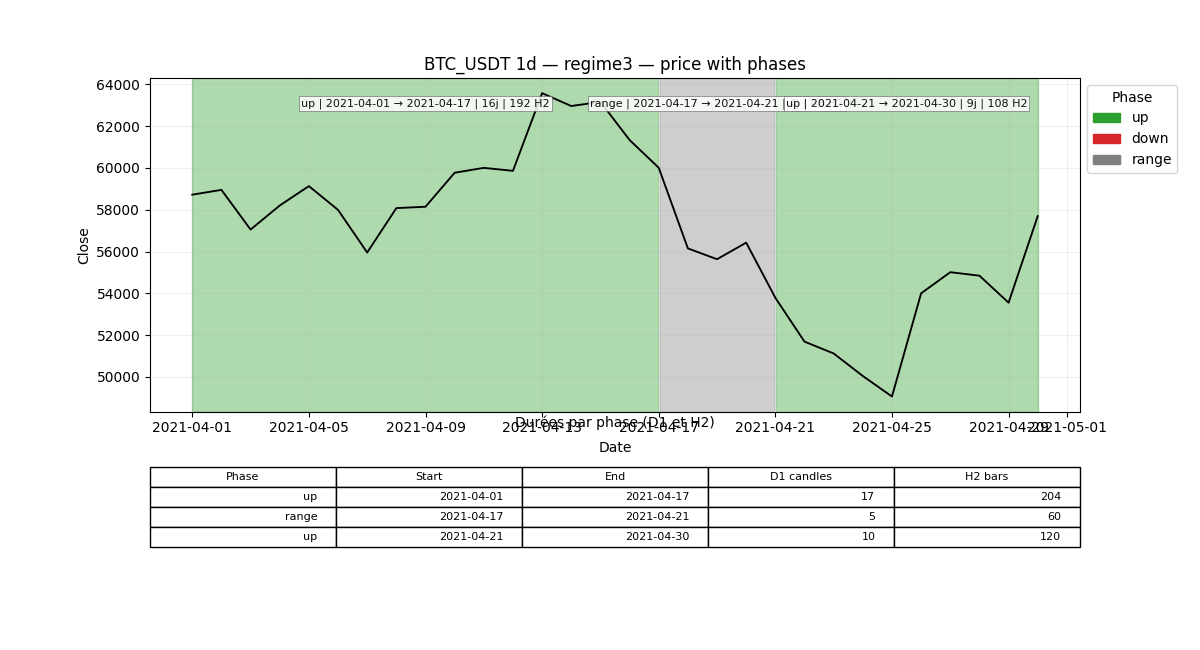 BTC_USDT 1d — regime3 — price with phases
64000
62000
60000
58000
56000
54000
52000
50000
Close
up | 2021-04-01 → 2021-04-17 | 16j | 192 H2
range | 2021-04-17 → 2021-04-21 |
up | 2021-04-21 → 2021-04-30 | 9j | 108 H2
Phase
up
down
range
2021-04-01 2021-04-05 2021-04-09 2021-04-13 2021-04-17 2021-04-21 2021-04-25 2021-04-29 2021-05-01
Durées par phase (D1 et H2)
Date
Phase Start End D1 candles H2 bars
up 2021-04-01 2021-04-17 17 204
range 2021-04-17 2021-04-21 5 60
up 2021-04-21 2021-04-30 10 120